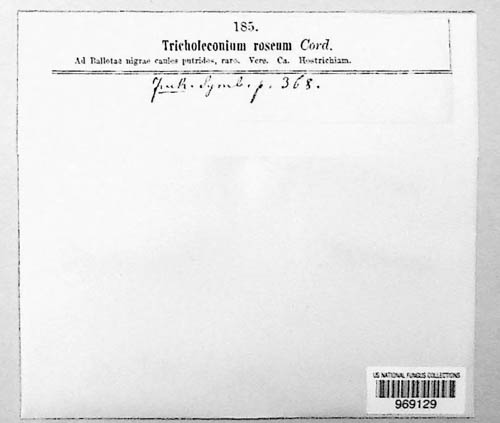 185.
Tricholeconium roseum Cord.
Ad Ballotae nigrae caules putridos, raro. Vere. Ca. Hostrichiam.
Fuck. Symb. p. 368.
US NATIONAL FUNGUS COLLECTIONS
969129